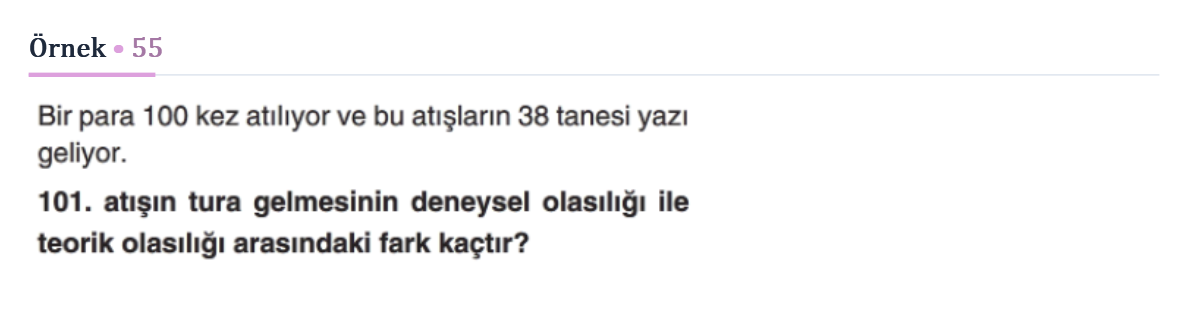 Örnek • 55
Bir para 100 kez atılıyor ve bu atışların 38 tanesi yazı
geliyor.
101. atışın tura gelmesinin deneysel olasılığı ile
teorik olasılığı arasındaki fark kaçtır?